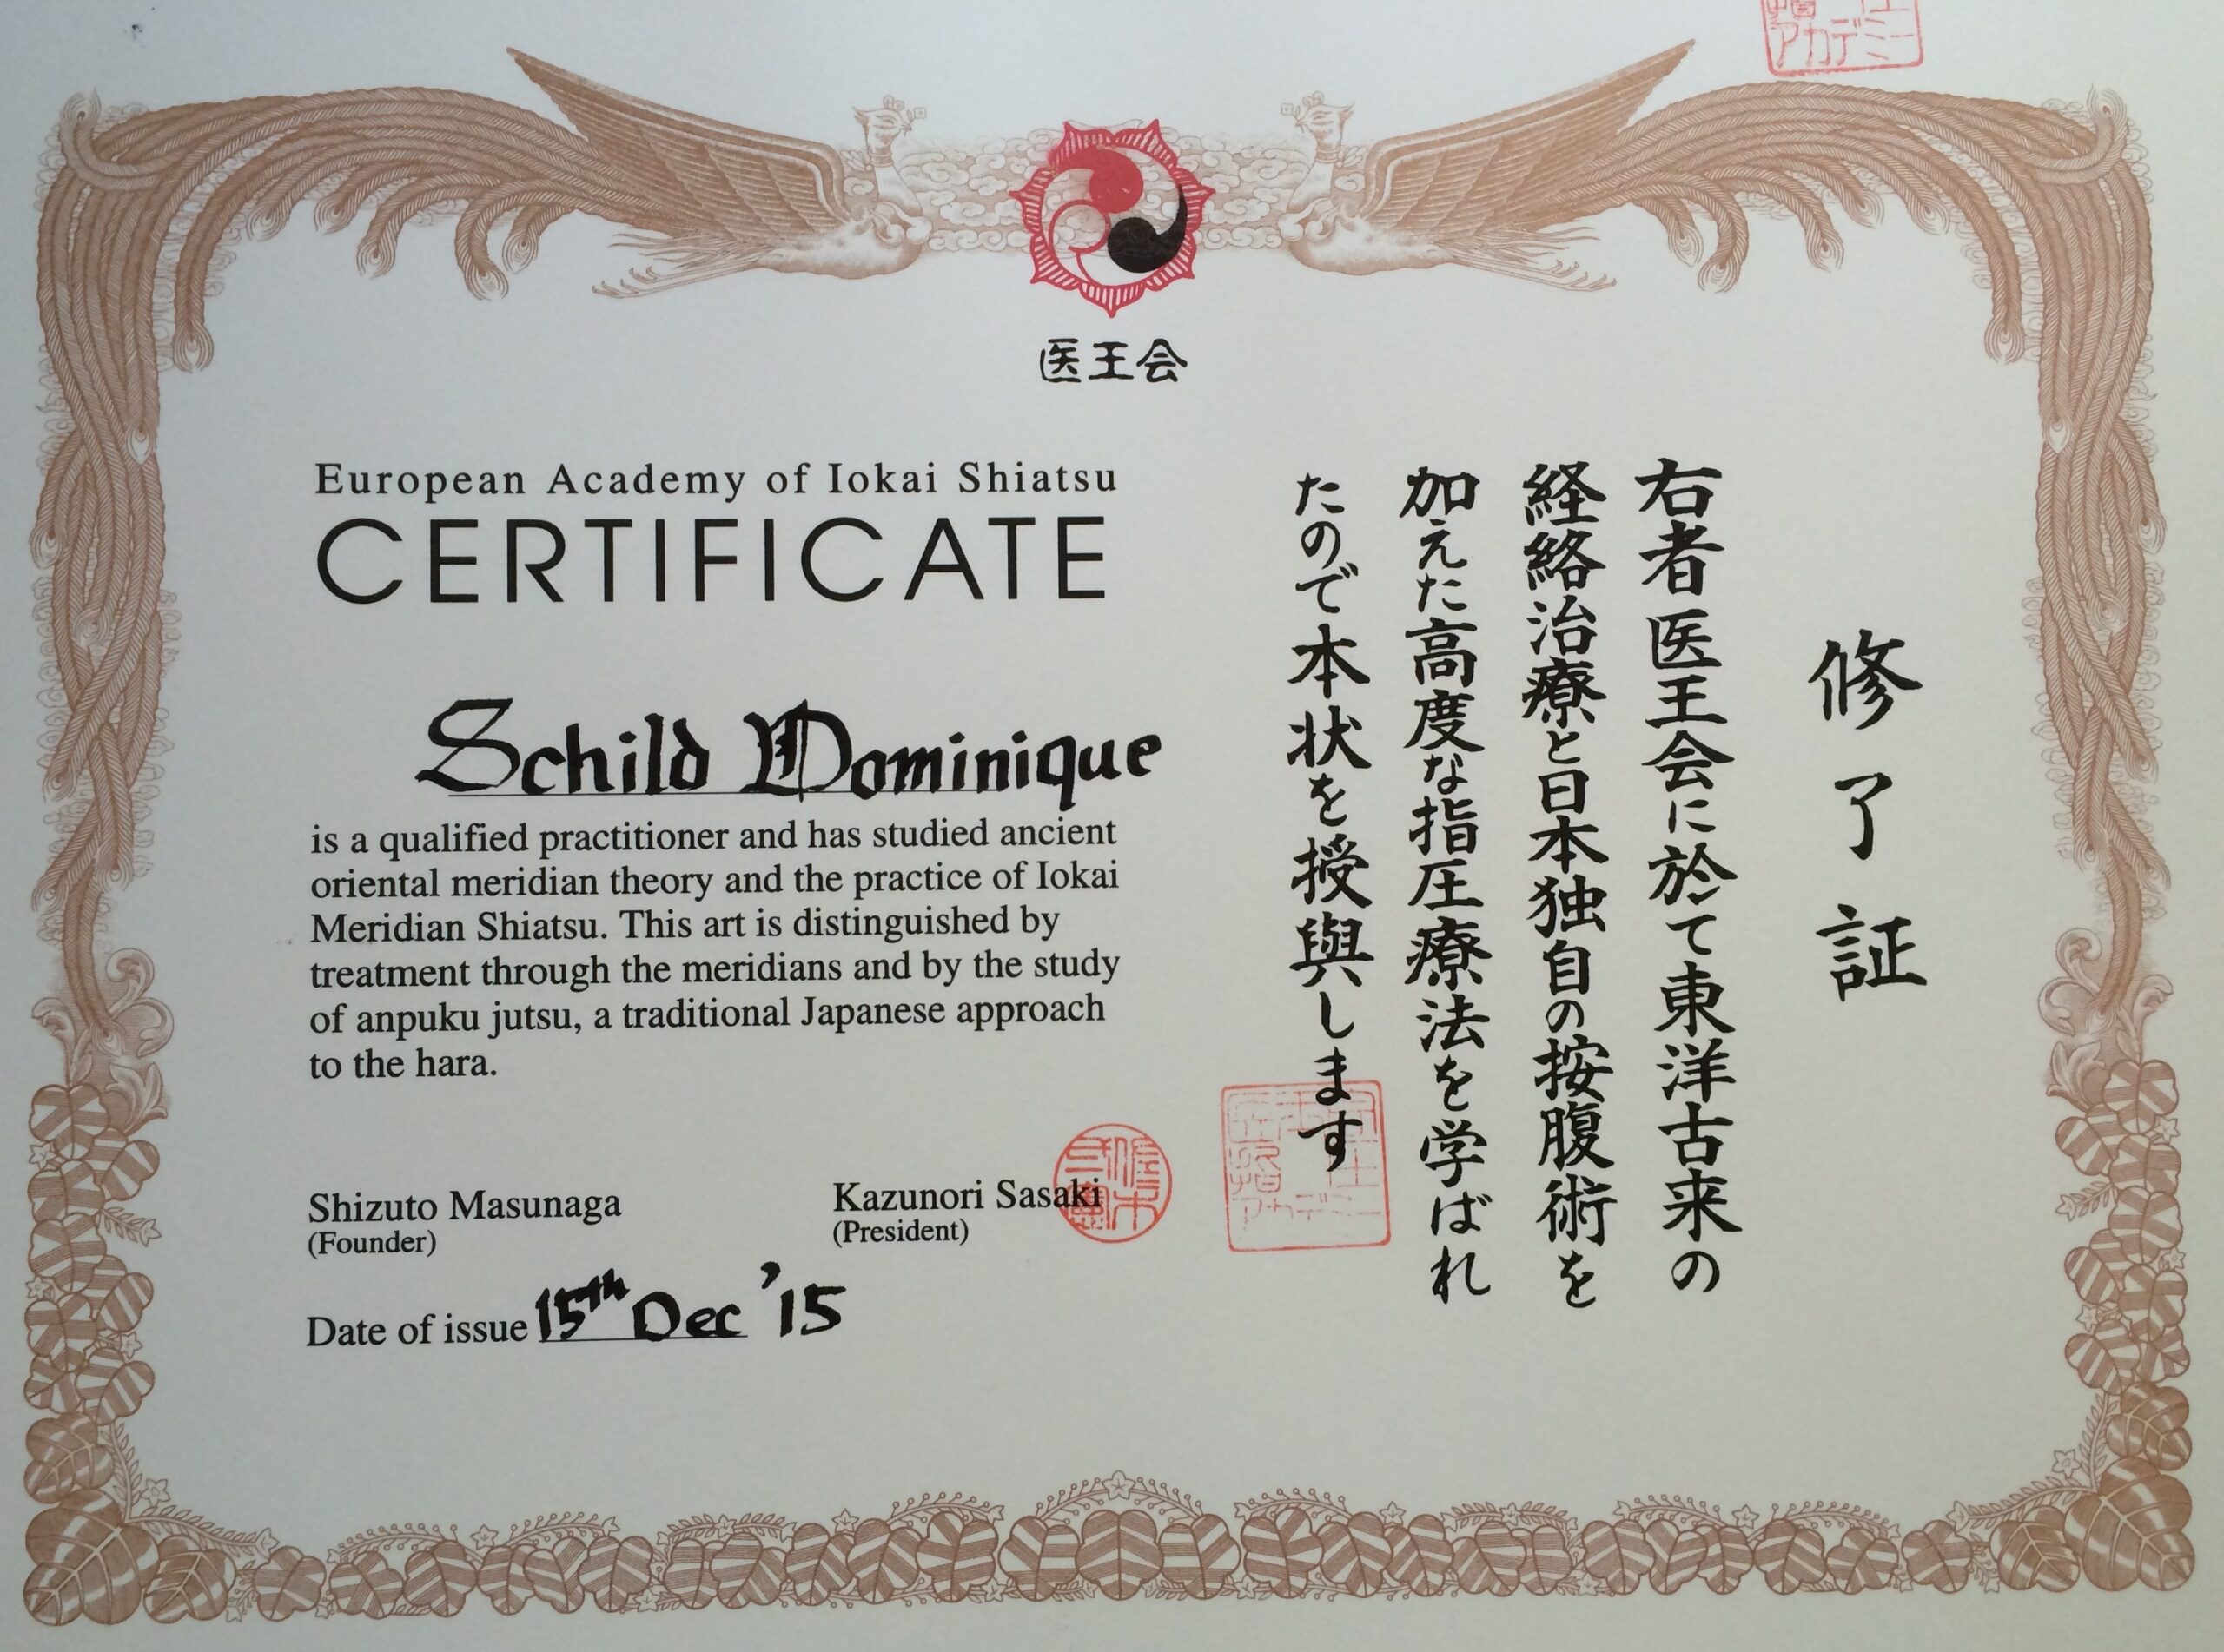 医王会
European Academy of Iokai Shiatsu
CERTIFICATE
Schild Dominique
is a qualified practitioner and has studied ancient
oriental meridian theory and the practice of Iokai
Meridian Shiatsu. This art is distinguished by
treatment through the meridians and by the study
of anpuku jutsu, a traditional Japanese approach
to the hara.
Shizuto Masunaga
(Founder)
Kazunori Sasaki
(President)
Date of issue 15th Dec '15
修了証
右者医王会に於て東洋古来の
経絡治療と日本独自の按腹術を
加えた高度な指圧療法を学ばれ
たので本状を授與します
アカデミー